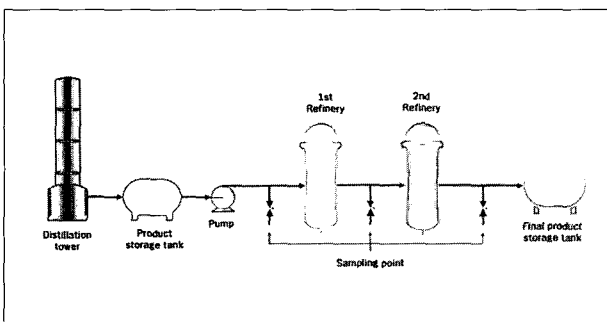 1st
Refinery
2nd
Refinery
Distillation
tower
Product
storage tank
Pump
Sampling point
Final product
storage tank